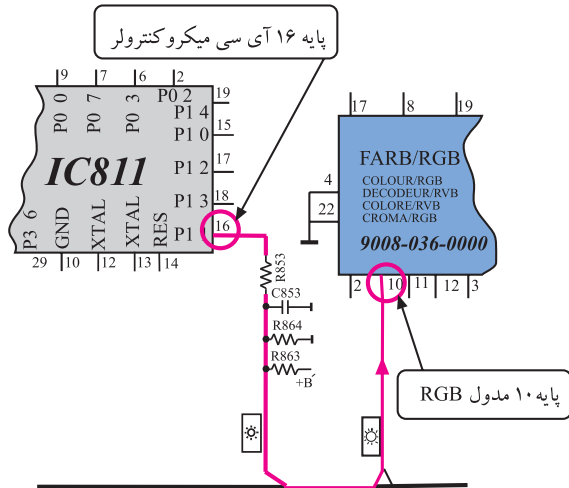 پایه ۱۶ آی سی میکروکنترولر
9
7
6
2
P0 0
P0 7
P0 3
P0 2
19
P1 4
15
P1 0
17
P1 2
18
P1 3
16
IC811
P3 6
GND
XTAL
XTAL
RES
29
10
12
13
14
R853
C853
R864
R863
+B´
17
8
19
4
22
FARB/RGB
COLOUR/RGB
DECODEUR/RVB
COLORE/RVB
CROMA/RGB
9008-036-0000
2
10
11
12
3
پایه ۱۰ مدول RGB